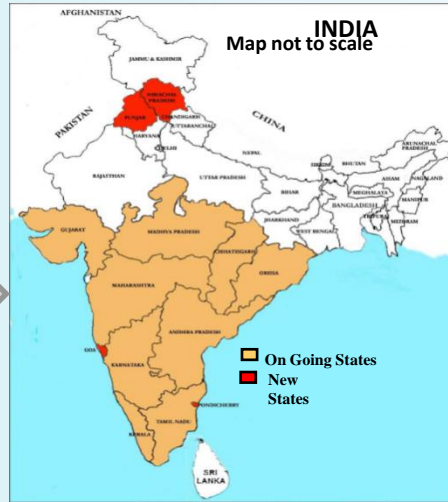 AFGHANISTAN
INDIA
Map not to scale
JAMMU & KASHMIR
PAKISTAN
HIMACHAL
PRADESH
PUNJAB
CHANDIGARH
UTTARANCHAL
HARYANA
DELHI
CHINA
NEPAL
RAJASTHAN
UTTAR PRADESH
SIKKIM
BHUTAN
ARUNACHAL
PRADESH
ASSAM
NAGALAND
BIHAR
MEGHALAYA
MANIPUR
BANGLADESH
JHARKHAND
TRIPURA
MIZORAM
WEST BENGAL
GUJARAT
MADHYA PRADESH
CHHATISGARH
ORISSA
MAHARASHTRA
ANDHRA PRADESH
GOA
KARNATAKA
On Going States
New
States
PONDICHERRY
TAMIL NADU
KERALA
SRI
LANKA